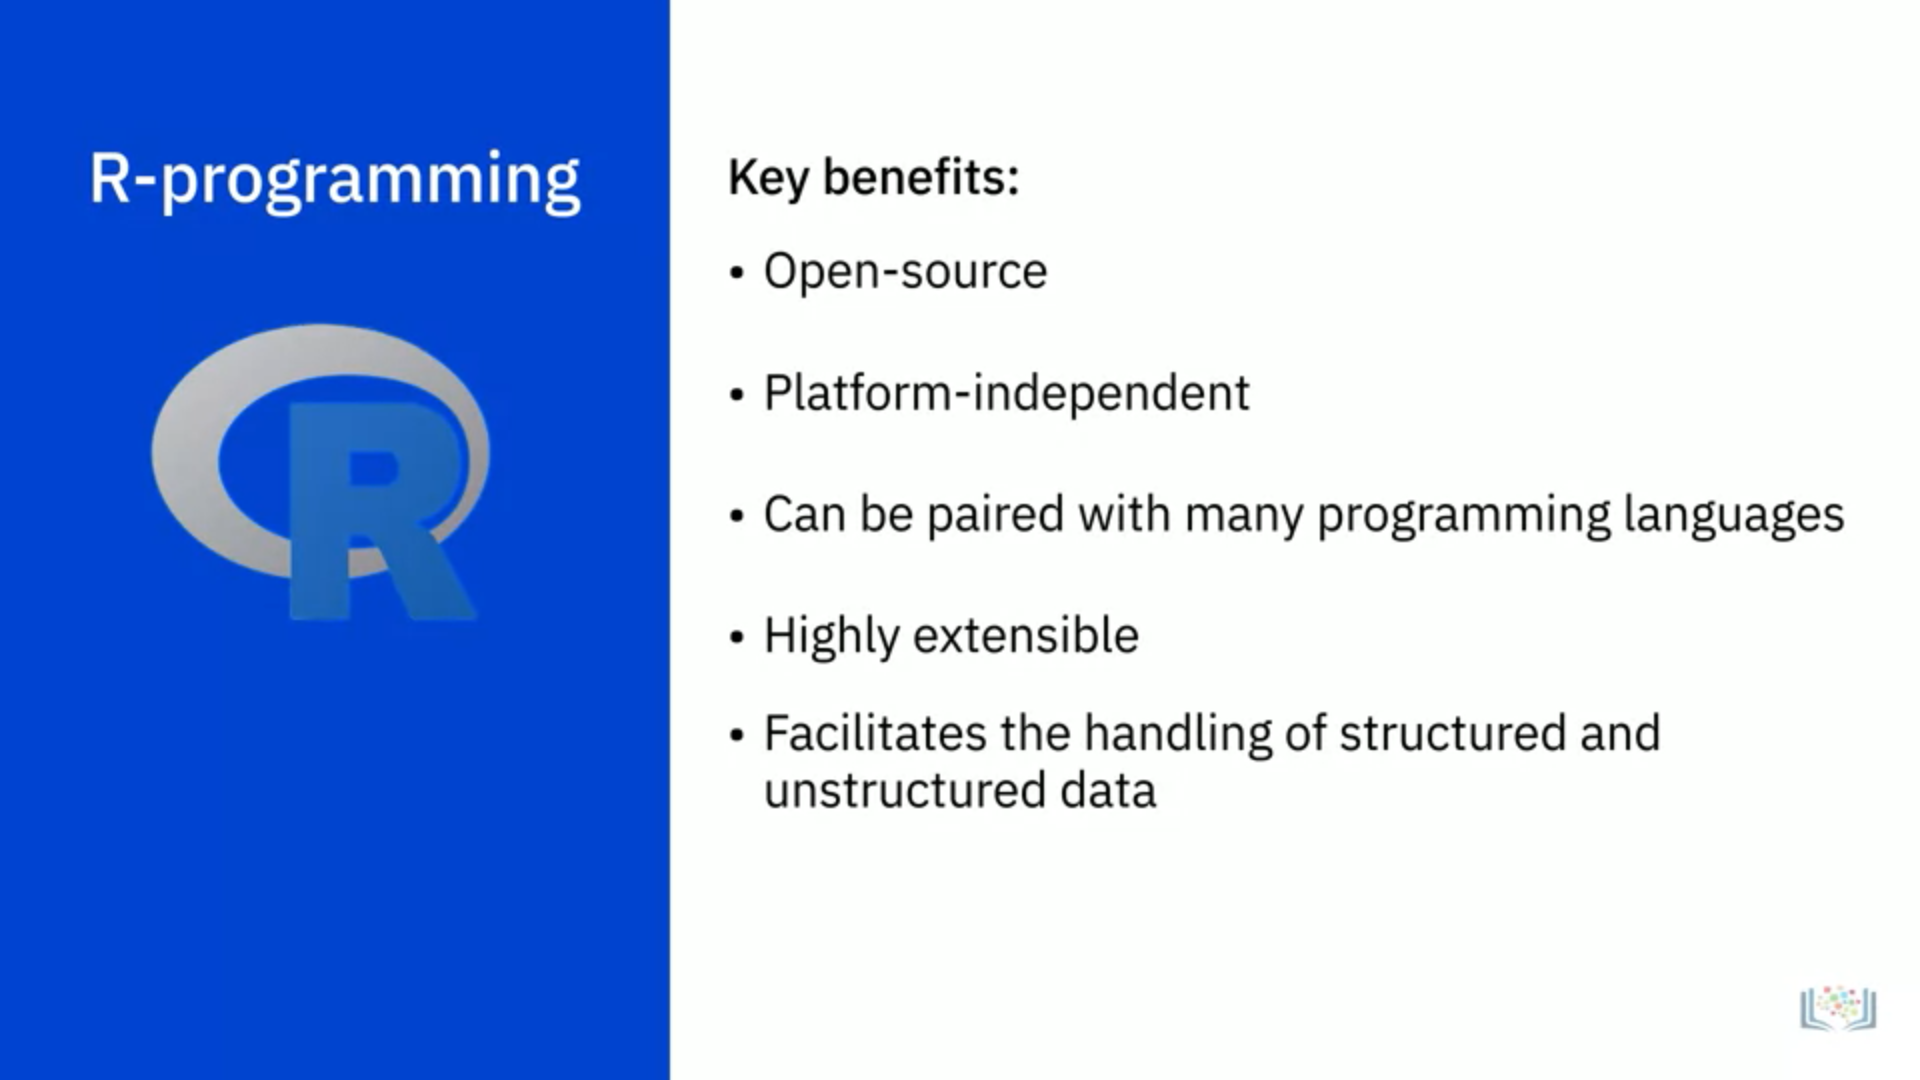 R-programming
R
Key benefits:
• Open-source
• Platform-independent
• Can be paired with many programming languages
• Highly extensible
• Facilitates the handling of structured and
unstructured data